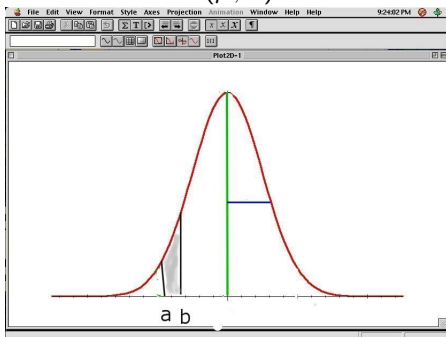 File Edit View Format Style Axes Projection Animation Window Help Help 9:24:02 PM
Plot2D-1
a b